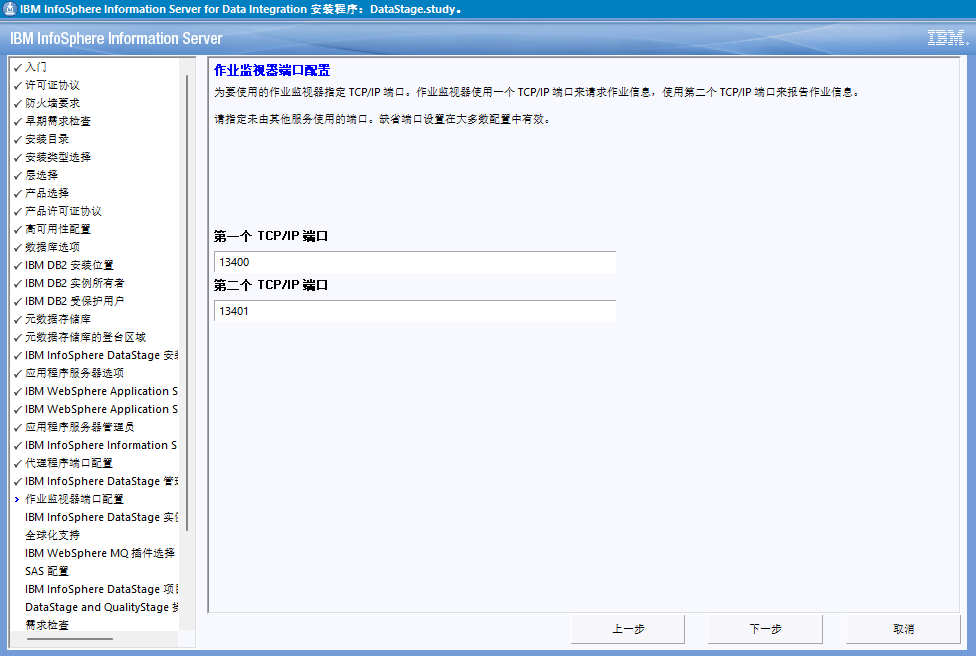 IBM InfoSphere Information Server for Data Integration 安装程序：DataStage.study。
IBM InfoSphere Information Server
IBM.
入门
许可证协议
防火墙要求
早期需求检查
安装目录
安装类型选择
层选择
产品选择
产品许可证协议
高可用性配置
数据库选项
IBM DB2 安装位置
IBM DB2 实例所有者
IBM DB2 受保护用户
元数据存储库
元数据存储库的登台区域
IBM InfoSphere DataStage 安装
应用程序服务器选项
IBM WebSphere Application S
IBM WebSphere Application S
应用程序服务器管理员
IBM InfoSphere Information S
代理程序端口配置
IBM InfoSphere DataStage 管理
作业监视器端口配置
IBM InfoSphere DataStage 实例
全球化支持
IBM WebSphere MQ 插件选择
SAS 配置
IBM InfoSphere DataStage 项目
DataStage and QualityStage
需求检查
作业监视器端口配置
为要使用的作业监视器指定 TCP/IP 端口。作业监视器使用一个 TCP/IP 端口来请求作业信息，使用第二个 TCP/IP 端口来报告作业信息。
请指定未由其他服务使用的端口。缺省端口设置在大多数配置中有效。
第一个 TCP/IP 端口
13400
第二个 TCP/IP 端口
13401
上一步
下一步
取消